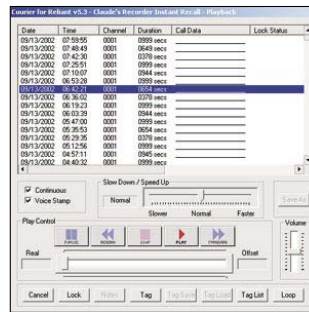 Courier for Reliant v5.3 - Claude's Recorder Instant Recall - Playback
Date Time Channel Duration Call Data Lock Status
09/13/2002 07:59:55 0001 0999 secs
09/13/2002 07:48:49 0001 0649 secs
09/13/2002 07:42:30 0001 0378 secs
09/13/2002 07:25:51 0001 0999 secs
09/13/2002 07:10:07 0001 0944 secs
09/13/2002 06:53:28 0001 0999 secs
09/13/2002 06:42:21 0001 0654 secs
09/13/2002 06:36:02 0001 0378 secs
09/13/2002 06:19:23 0001 0999 secs
09/13/2002 06:03:39 0001 0944 secs
09/13/2002 05:47:00 0001 0999 secs
09/13/2002 05:35:53 0001 0654 secs
09/13/2002 05:29:35 0001 0378 secs
09/13/2002 05:12:56 0001 0999 secs
09/13/2002 04:57:11 0001 0945 secs
09/13/2002 04:40:32 0001 0999 secs
Continuous
Voice Stamp
Slow Down / Speed Up
Normal
Slower Normal Faster
Save As
Play Control
Volume
PLAY
Real
Offset
Cancel Lock Notes Tag Tag Save Tag Load Tag List Loop